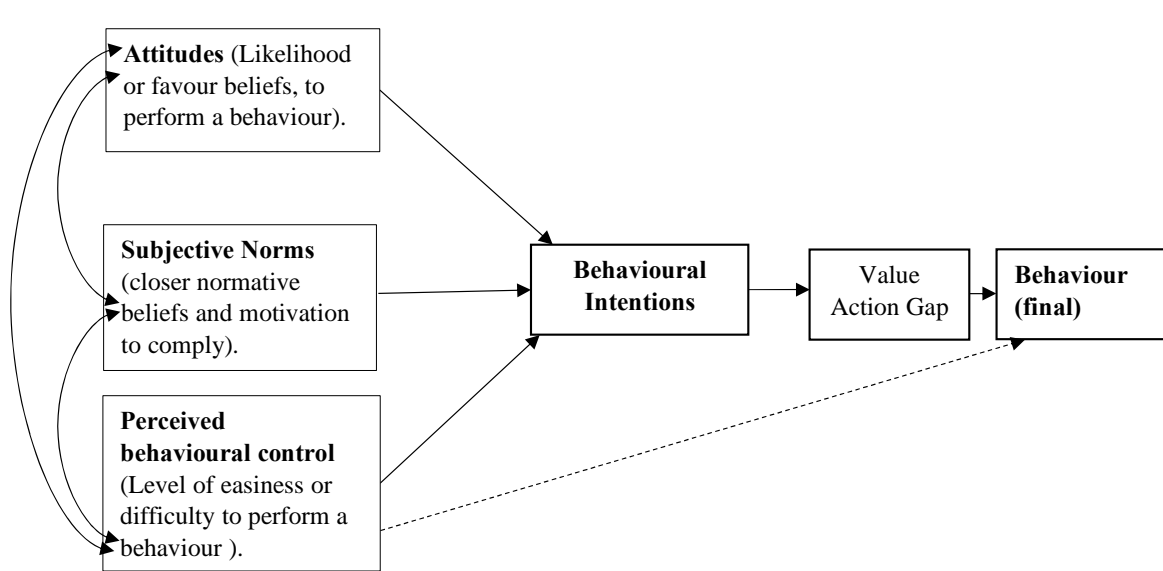 Attitudes (Likelihood
or favour beliefs, to
perform a behaviour).
Subjective Norms
(closer normative
beliefs and motivation
to comply).
Perceived
behavioural control
(Level of easiness or
difficulty to perform a
behaviour ).
Behavioural
Intentions
Value
Action Gap
Behaviour
(final)